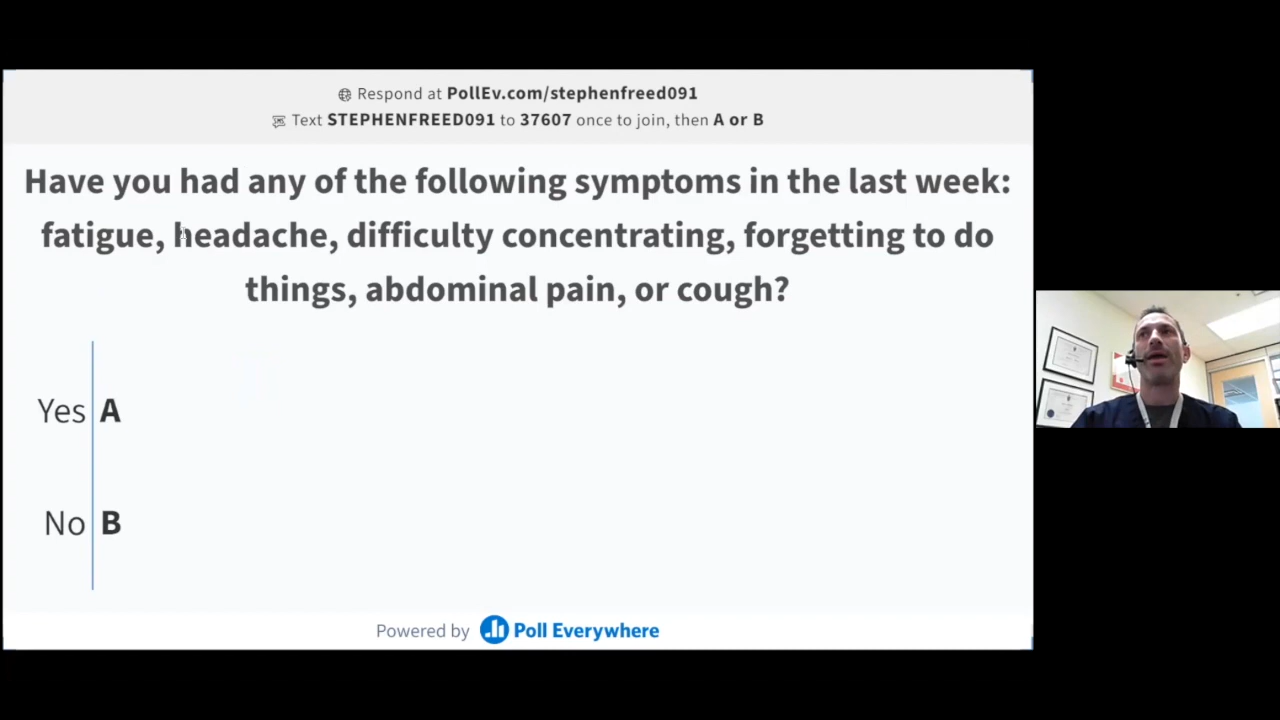 Respond at PollEv.com/stephenfreed091
Text STEPHENFREED091 to 37607 once to join, then A or B
Have you had any of the following symptoms in the last week:
fatigue, headache, difficulty concentrating, forgetting to do
things, abdominal pain, or cough?
Yes A
No B
Powered by Poll Everywhere